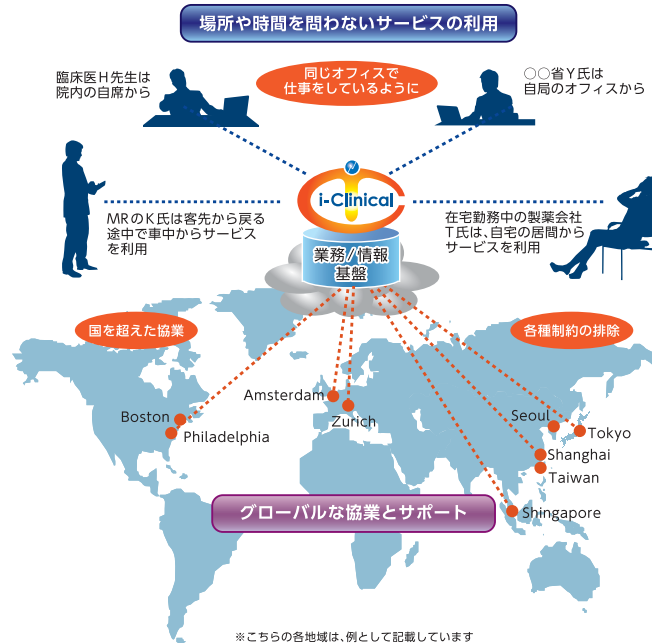 場所や時間を問わないサービスの利用
臨床医H先生は
院内の自席から
同じオフィスで
仕事をしているように
○○省Y氏は
自局のオフィスから
i-Clinical
MRのK氏は客先から戻る
途中で車中からサービス
を利用
在宅勤務中の製薬会社
T氏は、自宅の居間から
サービスを利用
業務/情報
基盤
国を超えた協業
各種制約の排除
Amsterdam
Zurich
Boston
Philadelphia
Seoul
Tokyo
Shanghai
Taiwan
グローバルな協業とサポート
Shingapore
※こちらの各地域は、例として記載しています